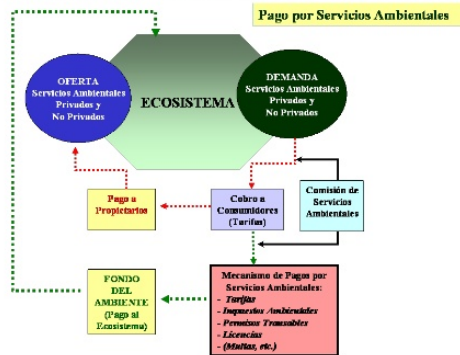 Pago por Servicios Ambientales
OFERTA
Servicios Ambientales
Privados y
No Privados
ECOSISTEMA
DEMANDA
Servicios Ambientales
Privados y
No Privados
Pago a
Propietarios
Cobro a
Consumidores
(Tarifas)
Comisión de
Servicios
Ambientales
FONDO
DEL
AMBIENTE
(Pago al
Ecosistema)
Mecanismo de Pagos por
Servicios Ambientales:
- Tarifas
- Impuestos Ambientales
- Permisos Transables
- Licencias
- (Multas, etc.)